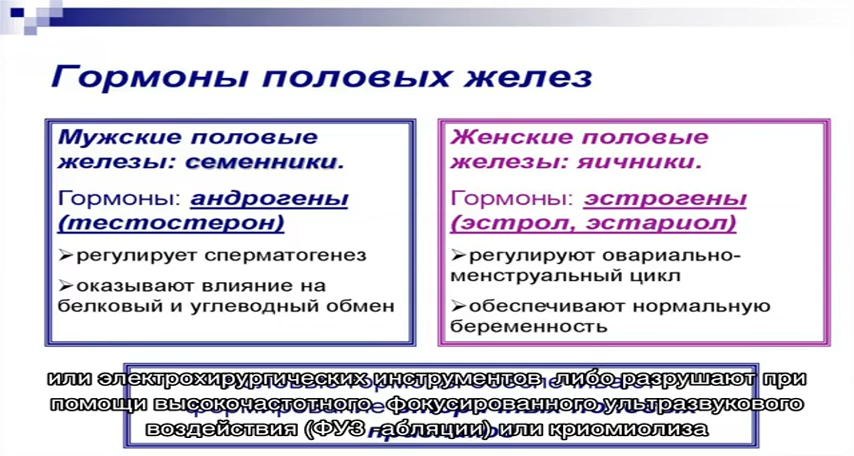 Гормоны половых желез
Мужские половые
железы: семенники.
Гормоны: андрогены
(тестостерон)
регулирует сперматогенез
оказывают влияние на
белковый и углеводный обмен
Женские половые
железы: яичники.
Гормоны: эстрогены
(эстрол, эстариол)
регулируют овариально-
менструальный цикл
обеспечивают нормальную
беременность
или электрохирургических инструментов либо разрушают при
помощи высокочастотного фокусированного ультразвукового
воздействия (ФУЗ -абляции) или криомиолиза